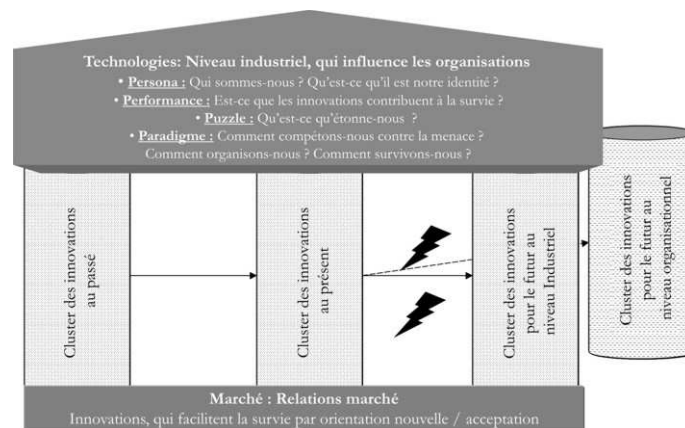 Technologies: Niveau industriel, qui influence les organisations
• Persona : Qui sommes-nous ? Qu'est-ce qu'il est notre identité ?
• Performance : Est-ce que les innovations contribuent à la survie ?
• Puzzle : Qu'est-ce qu'étonne-nous ?
• Paradigme : Comment compétons-nous contre la menace ?
Comment organisons-nous ? Comment survivons-nous ?
Cluster des innovations
au passé
Cluster des innovations
au présent
Cluster des innovations
pour le futur au
niveau Industriel
Cluster des innovations
pour le futur au
niveau organisationnel
Marché : Relations marché
Innovations, qui facilitent la survie par orientation nouvelle / acceptation